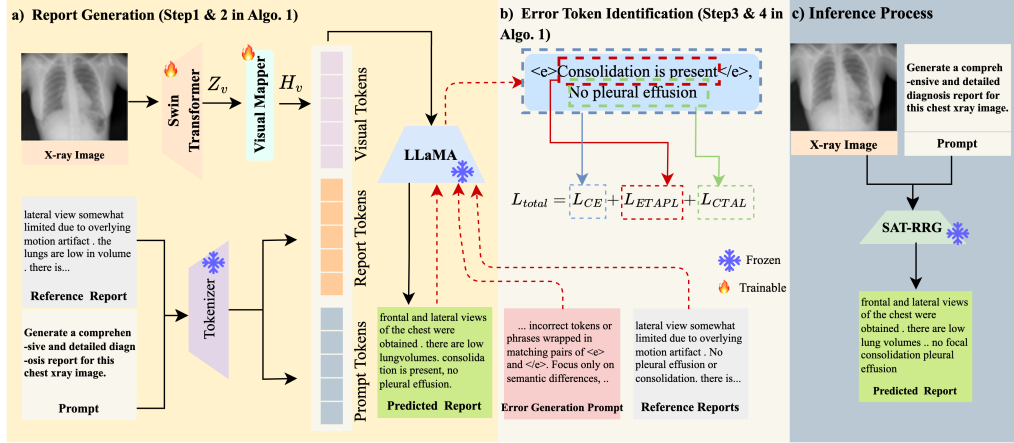 a) Report Generation (Step1 & 2 in Algo. 1)
X-ray Image
Swin
Transformer
Z_v
Visual Mapper
H_v
Visual Tokens
Report Tokens
Prompt Tokens
lateral view somewhat
limited due to overlying
motion artifact . the
lungs are low in volume
. there is...
Reference Report
Generate a comprehen
-sive and detailed diagn
-osis report for this
chest xray image.
Prompt
Tokenizer
LLaMA
frontal and lateral views
of the chest were
obtained . there are low
lungvolumes. consolida
tion is present, no
pleural effusion.
Predicted Report
b) Error Token Identification (Step3 & 4 in
Algo. 1)
<e>Consolidation is present</e>,
No pleural effusion
L_total = L_CE + L_ETAPL + L_CTAL
Frozen
Trainable
... incorrect tokens or
phrases wrapped in
matching pairs of <e>
and </e>. Focus only on
semantic differences, ..
Error Generation Prompt
lateral view somewhat
limited due to overlying
motion artifact . No
pleural effusion or
consolidation. there is...
Reference Reports
c) Inference Process
X-ray Image
Generate a compreh
-ensive and detailed
diagnosis report for
this chest xray image.
Prompt
SAT-RRG
frontal and lateral views
of the chest were
obtained . there are low
lung volumes .. no focal
consolidation pleural
effusion
Predicted Report